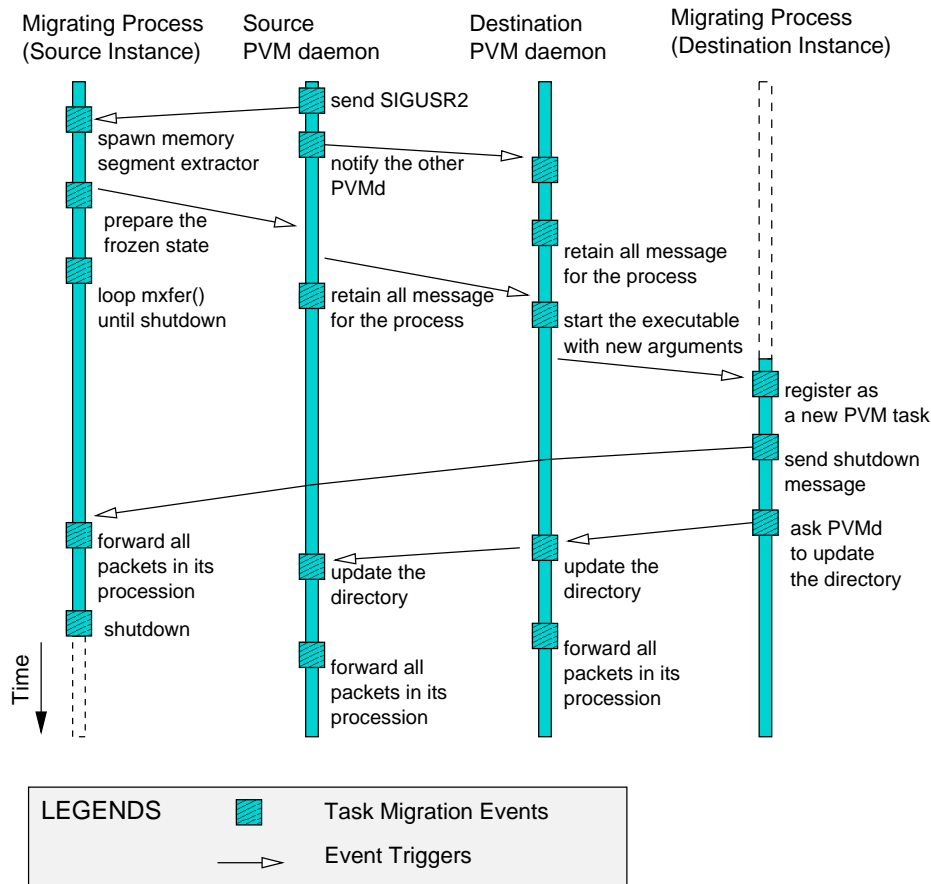 Migrating Process
(Source Instance)
Source
PVM daemon
Destination
PVM daemon
Migrating Process
(Destination Instance)
send SIGUSR2
spawn memory
segment extractor
notify the other
PVMd
prepare the
frozen state
retain all message
for the process
loop mxfer()
until shutdown
retain all message
for the process
start the executable
with new arguments
register as
a new PVM task
send shutdown
message
ask PVMd
to update
the directory
forward all
packets in its
procession
update the
directory
update the
directory
shutdown
forward all
packets in its
procession
forward all
packets in its
procession
Time
LEGENDS
Task Migration Events
Event Triggers